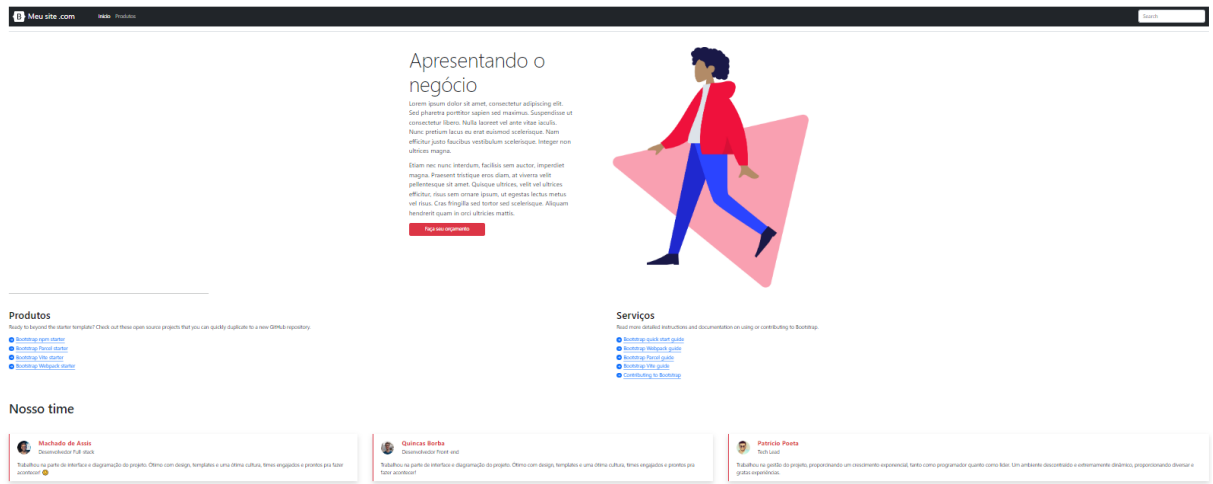 B Meu site .com Início Produtos Search
Apresentando o
negócio
Lorem ipsum dolor sit amet, consectetur adipiscing elit.
Sed pharetra porttitor sapien sed maximus. Suspendisse ut
consectetur libero. Nulla laoreet vel ante vitae iaculis.
Nunc pretium lacus eu erat euismod scelerisque. Nam
efficitur justo faucibus vestibulum scelerisque. Integer non
ultrices magna.
Etiam nec nunc interdum, facilisis sem auctor, imperdiet
magna. Praesent tristique eros diam, at viverra velit
pellentesque sit amet. Quisque ultrices, velit vel ultrices
efficitur, risus sem ornare ipsum, ut egestas lectus metus
vel risus. Cras fringilla sed tortor sed scelerisque. Aliquam
hendrerit quam in orci ultricies mattis.
Faça seu orçamento
Produtos
Ready to beyond the starter template? Check out these open source projects that you can quickly duplicate to a new GitHub repository.
Bootstrap npm starter
Bootstrap Parcel starter
Bootstrap Vite starter
Bootstrap Webpack starter
Serviços
Read more detailed instructions and documentation on using or contributing to Bootstrap.
Bootstrap quick start guide
Bootstrap Webpack guide
Bootstrap Parcel guide
Bootstrap Vite guide
Contributing to Bootstrap
Nosso time
Machado de Assis
Desenvolvedor Full-stack
Trabalhou na parte de interface e diagramação do projeto. Ótimo com design, templates e uma ótima cultura, times engajados e prontos pra fazer
acontecer! 😀
Quincas Borba
Desenvolvedor Front-end
Trabalhou na parte de interface e diagramação do projeto. Ótimo com design, templates e uma ótima cultura, times engajados e prontos pra
fazer acontecer!
Patrício Poeta
Tech Lead
Trabalhou na gestão do projeto, proporcionando um crescimento exponencial, tanto como programador quanto como líder. Um ambiente descontraído e extremamente dinâmico, proporcionando diversas e
gratas experiências.